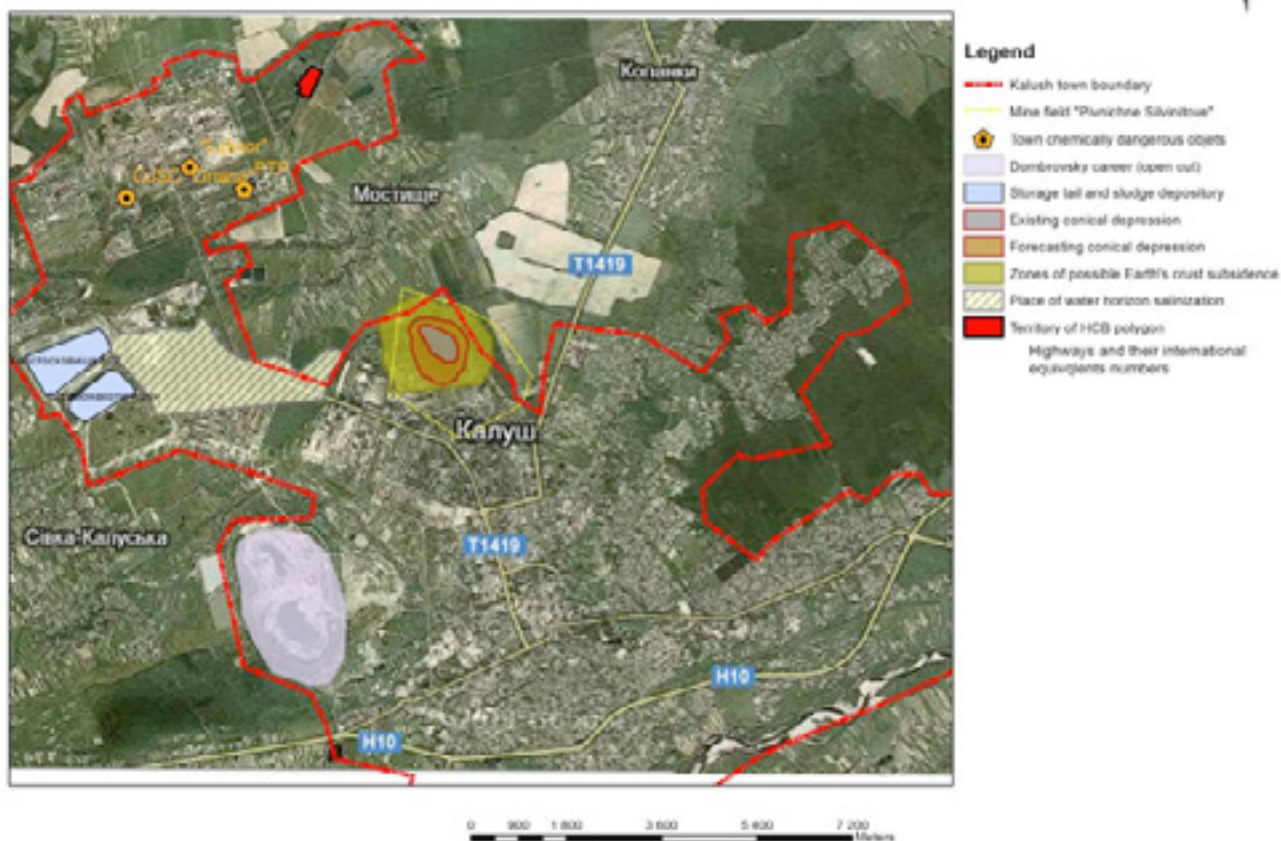 Копанки
"Luk
PTP
Мостище
T1419
Калуш
Сівка-Калуська
T1419
H10
H10
Legend
Kalush town boundary
Mine field "Pivnichne Silvinitove"
Town chemically dangerous objets
Dombrovsky career (open cut)
Storage tail and sludge depository
Existing conical depression
Forecasting conical depression
Zones of possible Earth's crust subsidence
Place of water horizon salinization
Territory of HCB polygon
Highways and their international
equivqlents numbers
0 900 1 800 3 600 5 400 7 200
Meters